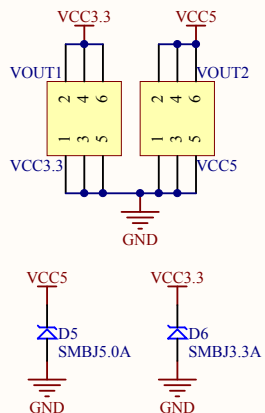 VCC3.3 VCC5
VOUT1 VOUT2
2 4 6 2 4 6
1 3 5 1 3 5
VCC3.3 VCC5
GND
VCC5 VCC3.3
D5 D6
SMBJ5.0A SMBJ3.3A
GND GND